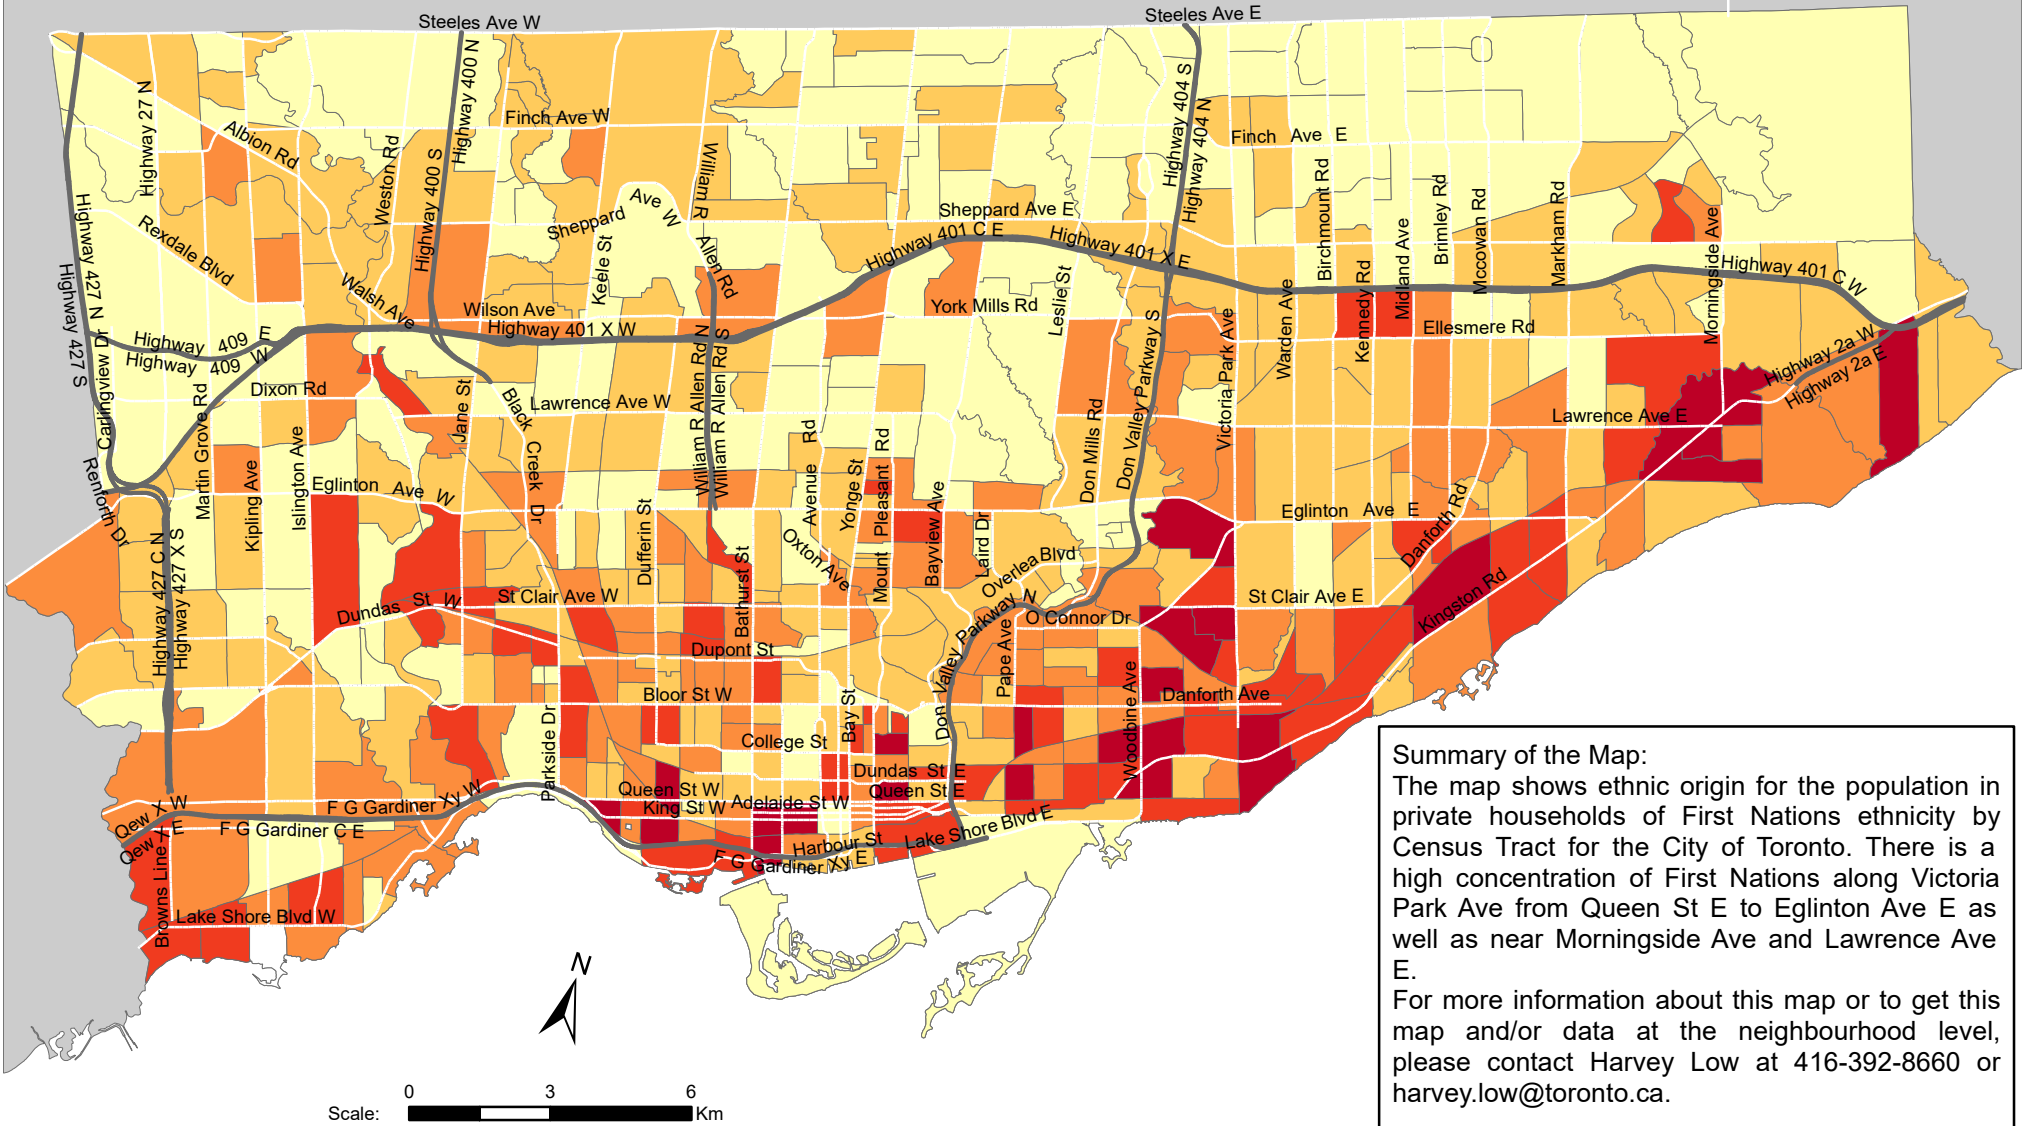 Steeles Ave W
Steeles Ave E
Highway 27 N
Albion Rd
Weston Rd
Highway 400 N
Highway 400 S
Finch Ave W
William R Allen Rd
Highway 404 S
Highway 404 N
Finch Ave E
Rexdale Blvd
Highway 427 N
Highway 427 S
Walsh Ave
Sheppard Ave W
Keele St
Wilson Ave
Highway 401 X W
Highway 401 C E
Sheppard Ave E
Highway 401 X E
York Mills Rd
Leslie St
Birchmount Rd
Kennedy Rd
Midland Ave
Brimley Rd
Mccowan Rd
Markham Rd
Morningside Ave
Highway 401 C W
Warden Ave
Ellesmere Rd
Victoria Park Ave
Highway 2a W
Highway 2a E
Highway 409 E
Highway 409 W
Carlingview Dr
Dixon Rd
Martin Grove Rd
Kipling Ave
Islington Ave
Jane St
Black Creek Dr
Lawrence Ave W
William R Allen Rd N
William R Allen Rd S
Avenue Rd
Yonge St
Mount Pleasant Rd
Bayview Ave
Laird Dr
Don Mills Rd
Don Valley Parkway S
Lawrence Ave E
Renforth Dr
Highway 427 C N
Highway 427 X S
Eglinton Ave W
Dufferin St
Bathurst St
Oxton Ave
Overlea Blvd
Eglinton Ave E
Danforth Rd
Dundas St W
St Clair Ave W
Don Valley Parkway N
O Connor Dr
Pape Ave
St Clair Ave E
Kingston Rd
Dupont St
Bloor St W
Bay St
Woodbine Ave
Danforth Ave
Parkside Dr
College St
Dundas St E
Queen St W
Queen St E
King St W
Adelaide St W
Qew X W
Qew X E
F G Gardiner Xy W
F G Gardiner C E
Harbour St
Lake Shore Blvd E
F G Gardiner Xy E
Browns Line
Lake Shore Blvd W
N
0 3 6
Scale: Km
Summary of the Map:
The map shows ethnic origin for the population in
private households of First Nations ethnicity by
Census Tract for the City of Toronto. There is a
high concentration of First Nations along Victoria
Park Ave from Queen St E to Eglinton Ave E as
well as near Morningside Ave and Lawrence Ave
E.
For more information about this map or to get this
map and/or data at the neighbourhood level,
please contact Harvey Low at 416-392-8660 or
harvey.low@toronto.ca.